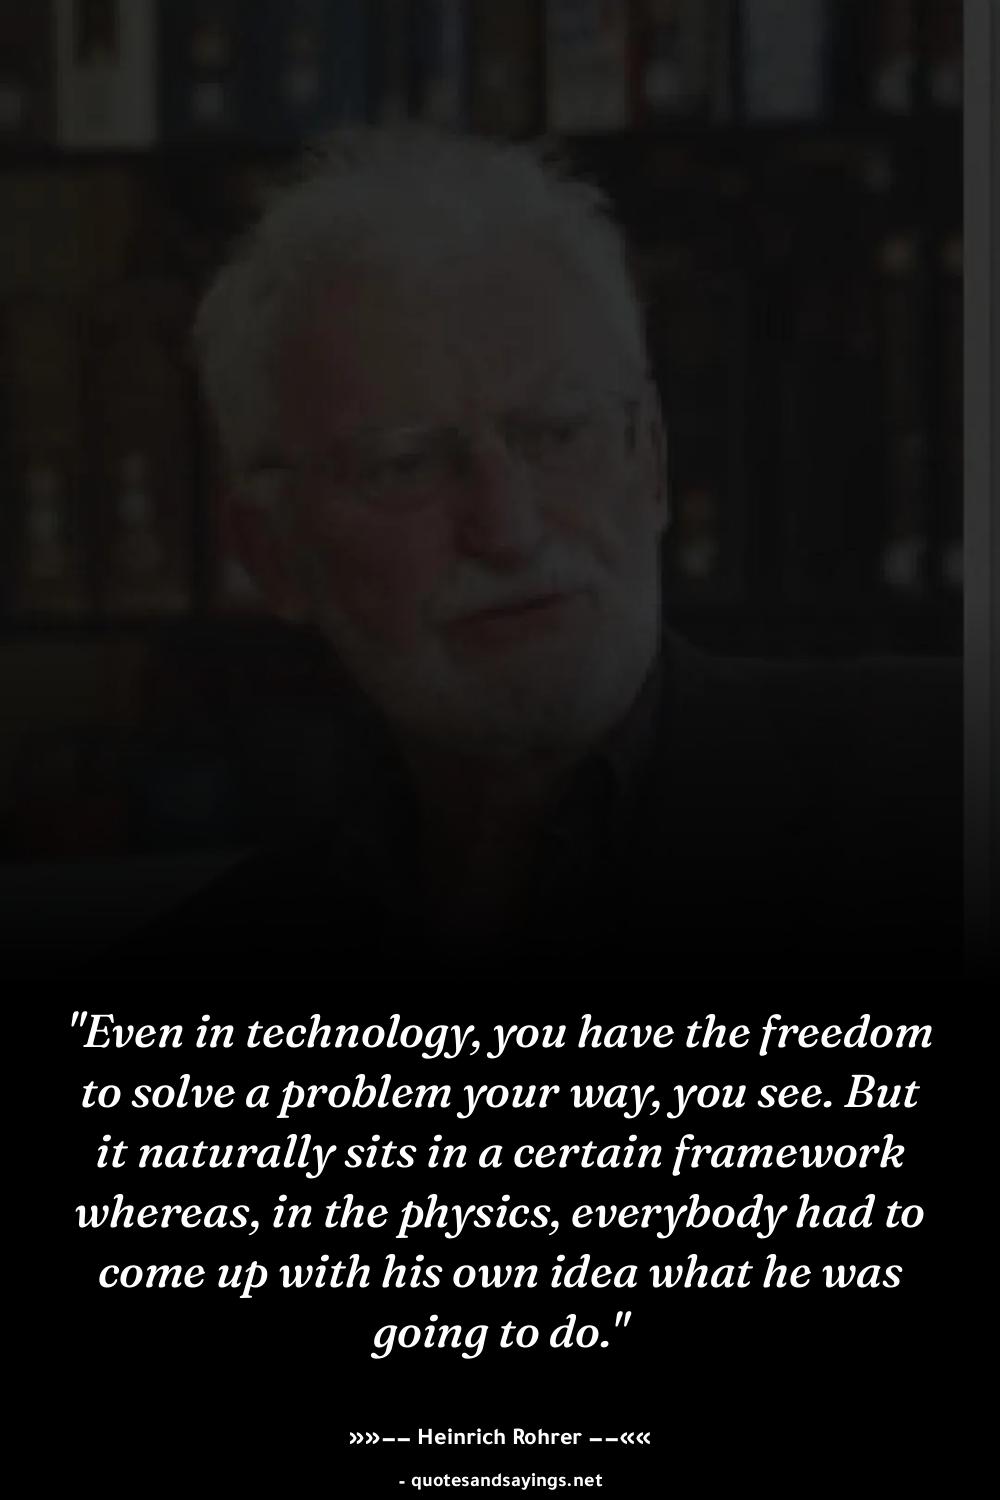 "Even in technology, you have the freedom
to solve a problem your way, you see. But
it naturally sits in a certain framework
whereas, in the physics, everybody had to
come up with his own idea what he was
going to do."
»»–– Heinrich Rohrer ––««
- quotesandsayings.net